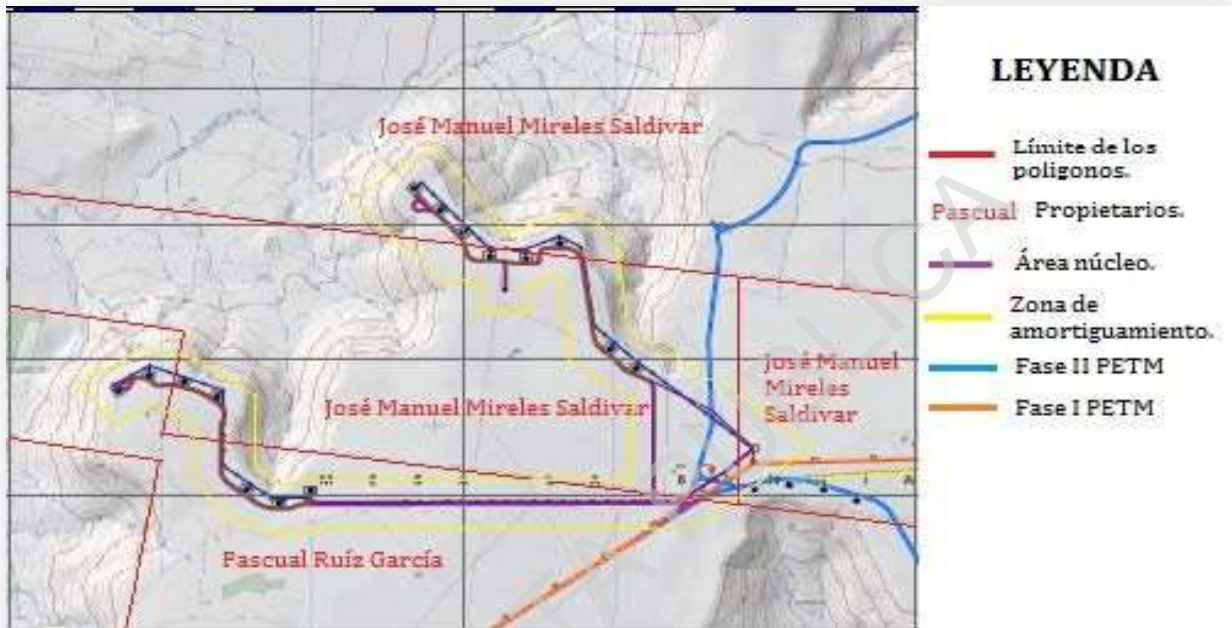 José Manuel Mireles Saldivar
José Manuel
Mireles
Saldivar
José Manuel Mireles Saldivar
Pascual Ruíz García
LEYENDA
Límite de los
polígonos.
Pascual Propietarios.
Área núcleo.
Zona de
amortiguamiento.
Fase II PETM
Fase I PETM